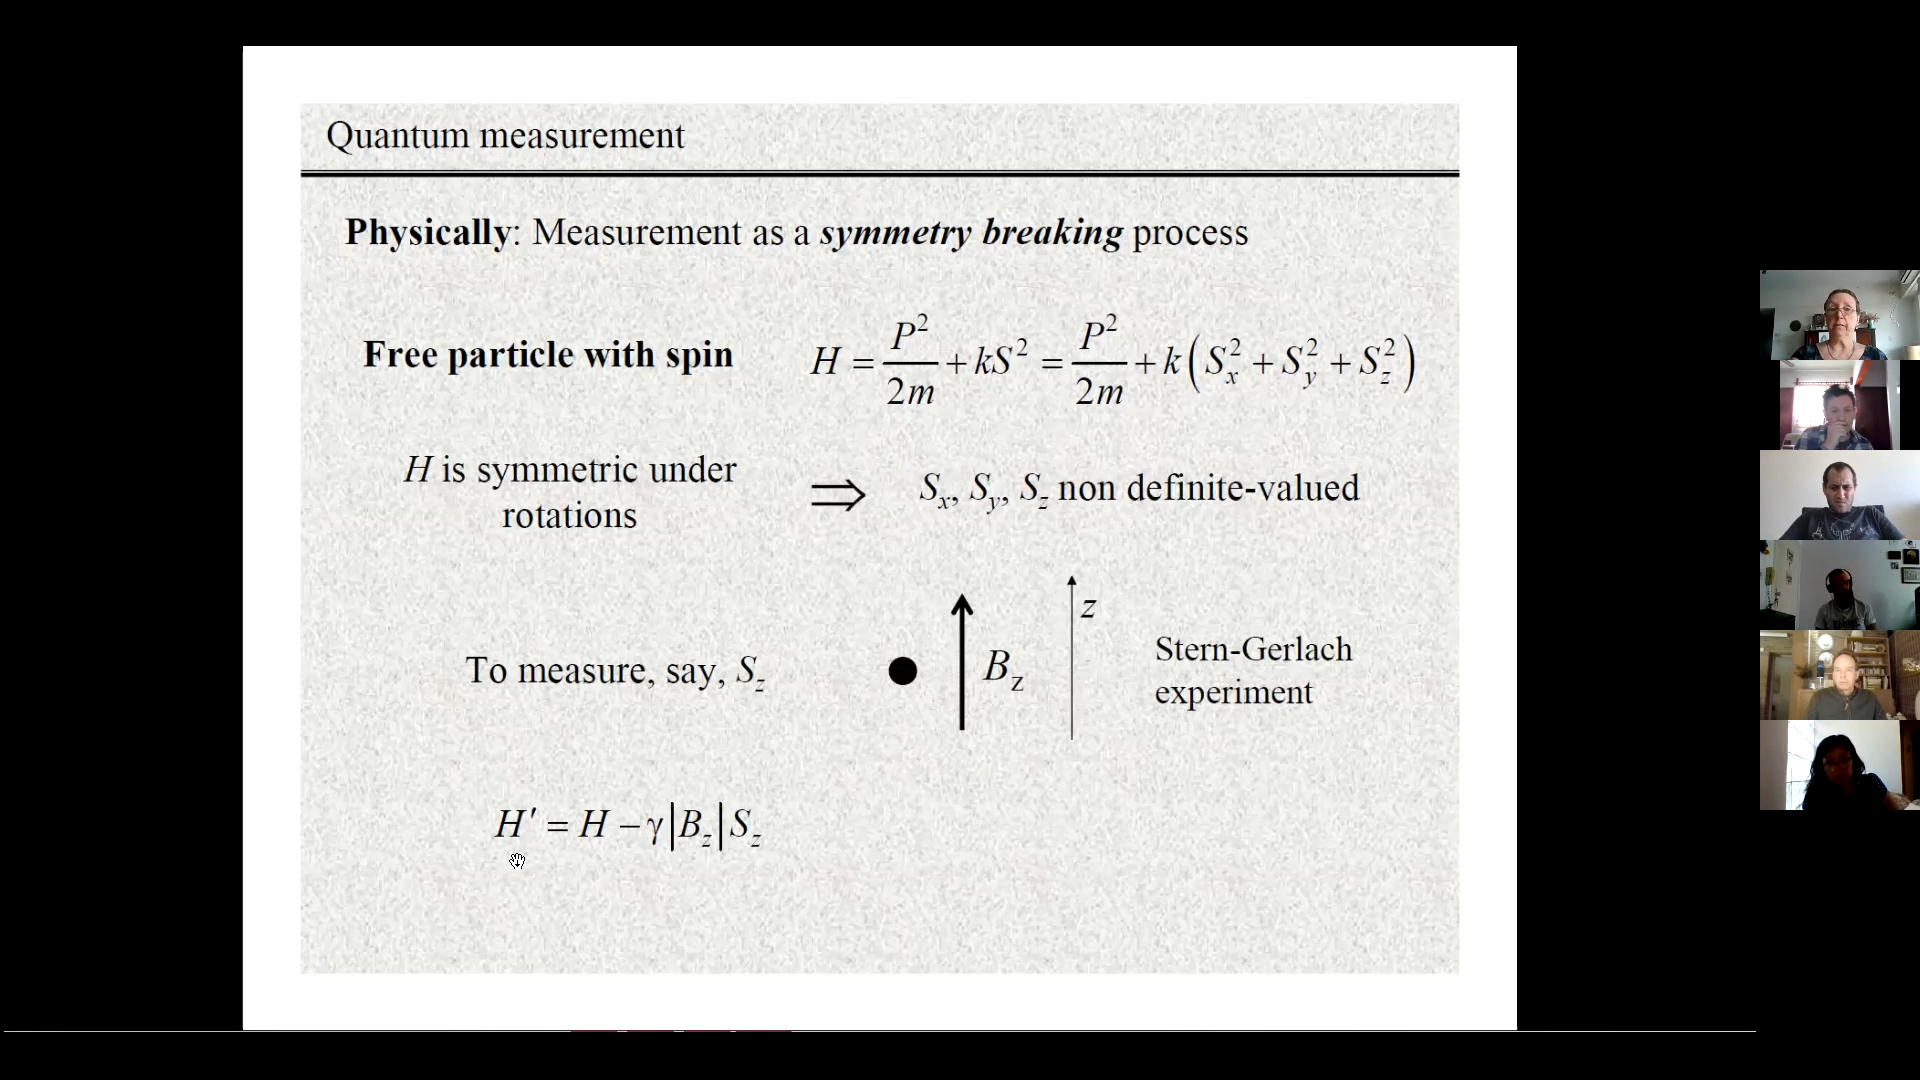 Quantum measurement
Physically: Measurement as a symmetry breaking process
Free particle with spin
H = P²/2m + kS² = P²/2m + k(Sₓ² + S_y² + S_z²)
H is symmetric under
rotations
⇒
Sₓ, S_y, S_z non definite-valued
To measure, say, S_z
B_z
z
Stern-Gerlach
experiment
H′ = H − γ|B_z|S_z